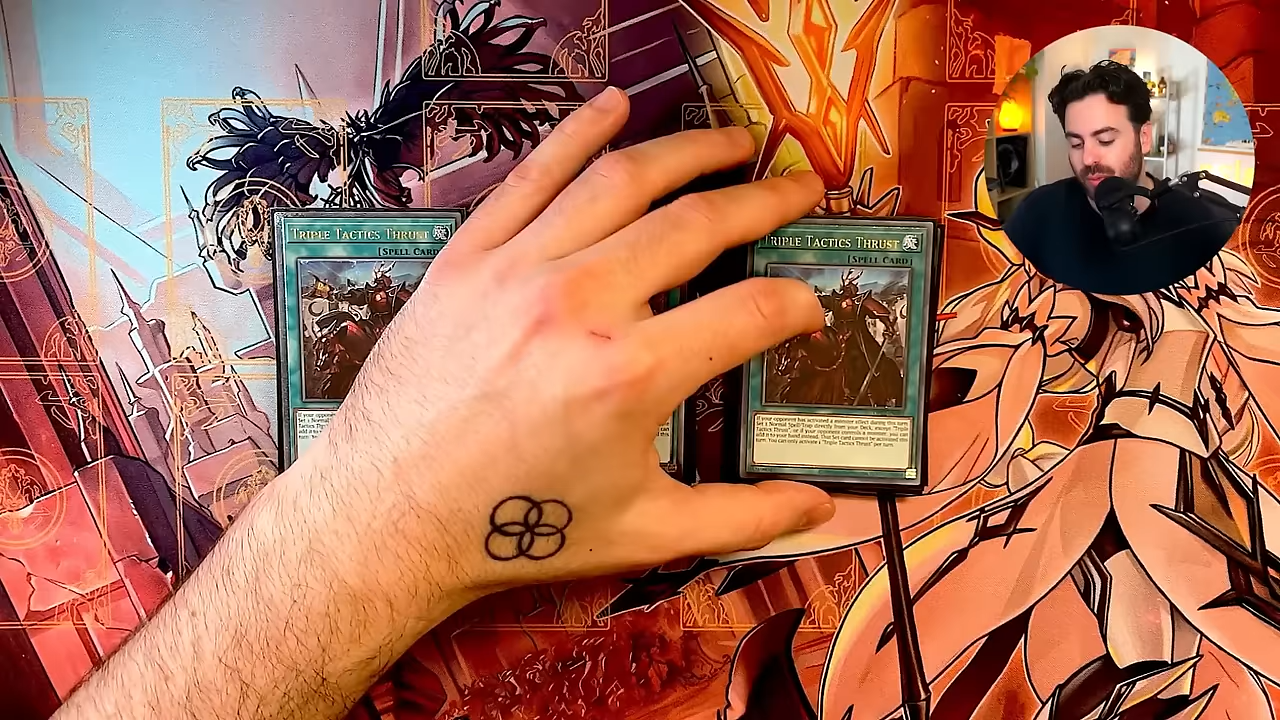 TRIPLE TACTICS THRUST
[SPELL CARD
TRIPLE TACTICS THRUST
[SPELL CARD]
If your opponent has activated a monster effect during this turn:
Set 1 Normal Spell/Trap directly from your Deck, except "Triple
Tactics Thrust", or if your opponent controls a monster, you can
add it to your hand instead. That Set card cannot be activated this
turn. You can only activate 1 "Triple Tactics Thrust" per turn.